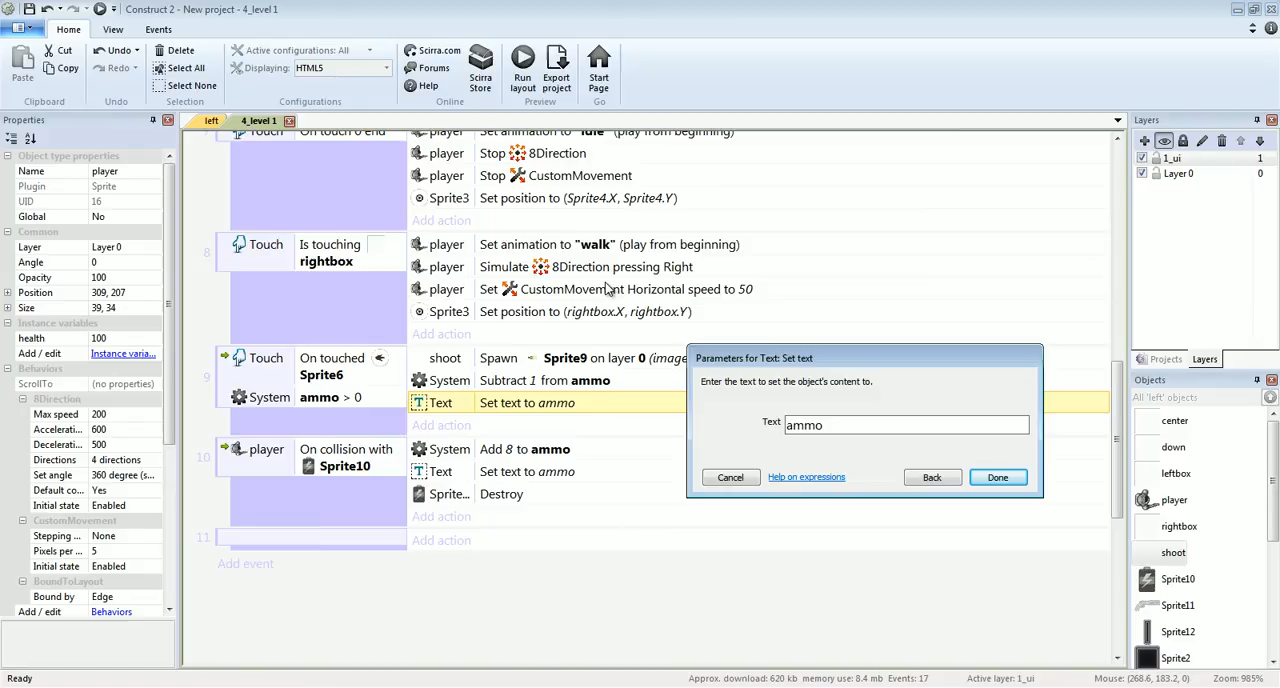 Construct 2 - New project - 4_level 1
Home
View
Events
Paste
Cut
Copy
Clipboard
Undo
Redo
Undo
Delete
Select All
Select None
Selection
Active configurations: All
Displaying:
HTML5
Configurations
Scirra.com
Forums
Help
Scirra Store
Online
Run layout
Export project
Preview
Start Page
Go
Properties
left
4_level 1
Object type properties
Name player
Plugin Sprite
UID 16
Global No
Common
Layer Layer 0
Angle 0
Opacity 100
Position 309, 207
Size 39, 34
Instance variables
health 100
Add / edit Instance varia...
Behaviors
ScrollTo (no properties)
8Direction
Max speed 200
Accelerati... 600
Deceleratio... 500
Directions 4 directions
Set angle 360 degree (s...
Default co... Yes
Initial state Enabled
CustomMovement
Stepping ... None
Pixels per ... 5
Initial state Enabled
BoundToLayout
Bound by Edge
Add / edit Behaviors
Touch On touch 0 end
player Set animation to "Idle" (play from beginning)
player Stop 8Direction
player Stop CustomMovement
Sprite3 Set position to (Sprite4.X, Sprite4.Y)
Add action
8 Touch Is touching rightbox
player Set animation to "walk" (play from beginning)
player Simulate 8Direction pressing Right
player Set CustomMovement Horizontal speed to 50
Sprite3 Set position to (rightbox.X, rightbox.Y)
Add action
9 Touch On touched Sprite6
System ammo > 0
shoot Spawn Sprite9 on layer 0 (image
System Subtract 1 from ammo
Text Set text to ammo
Add action
10 player On collision with Sprite10
System Add 8 to ammo
Text Set text to ammo
Sprite... Destroy
Add action
11 Add action
Add event
Parameters for Text: Set text
Enter the text to set the object's content to.
Text ammo
Cancel
Help on expressions
Back
Done
Layers
1_ui 1
Layer 0 0
Projects
Layers
Objects
All 'left' objects
center
down
leftbox
player
rightbox
shoot
Sprite10
Sprite11
Sprite12
Sprite2
Ready
Approx. download: 620 kb
memory use: 8.4 mb
Events: 17
Active layer: 1_ui
Mouse: (268.6, 183.2, 0)
Zoom: 985%